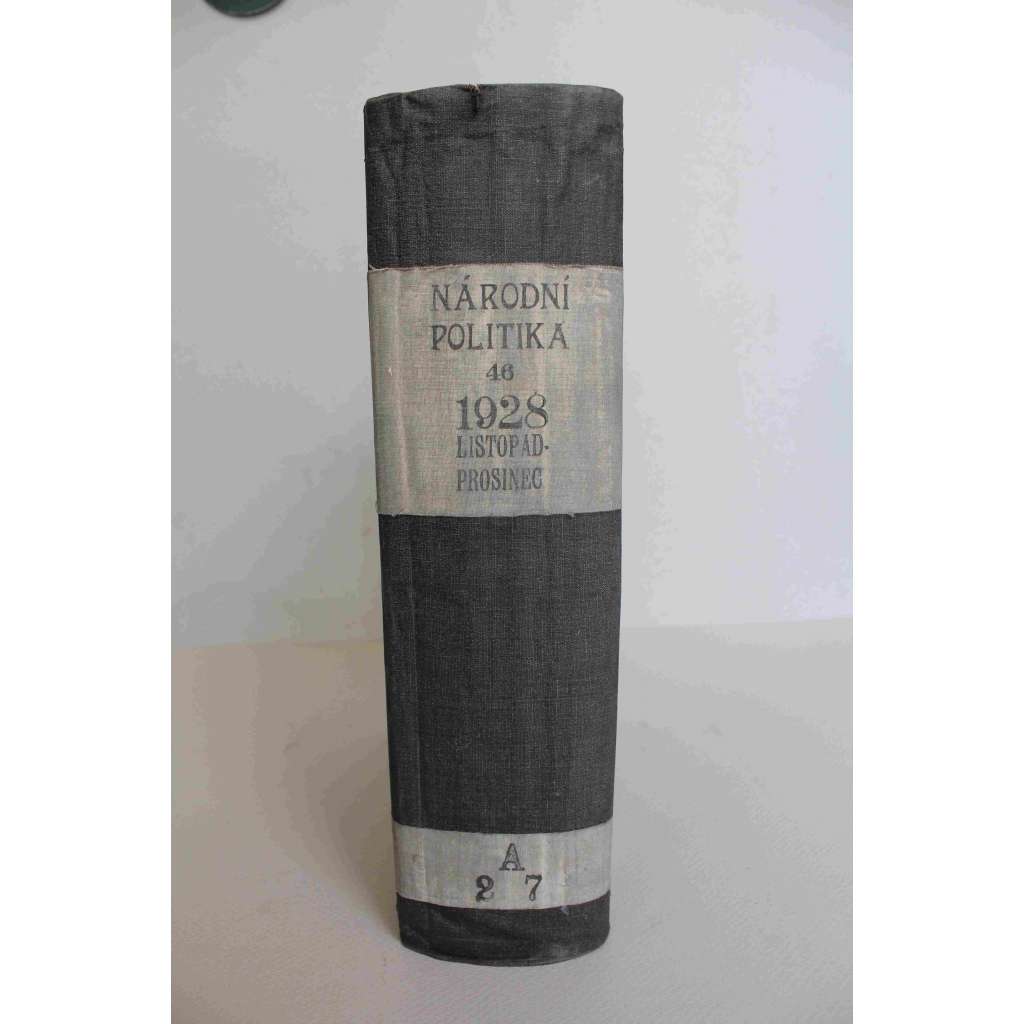 NÁRODNÍ
POLITIKA
46
1928
LISTOPAD-
PROSINEC
A
2 7